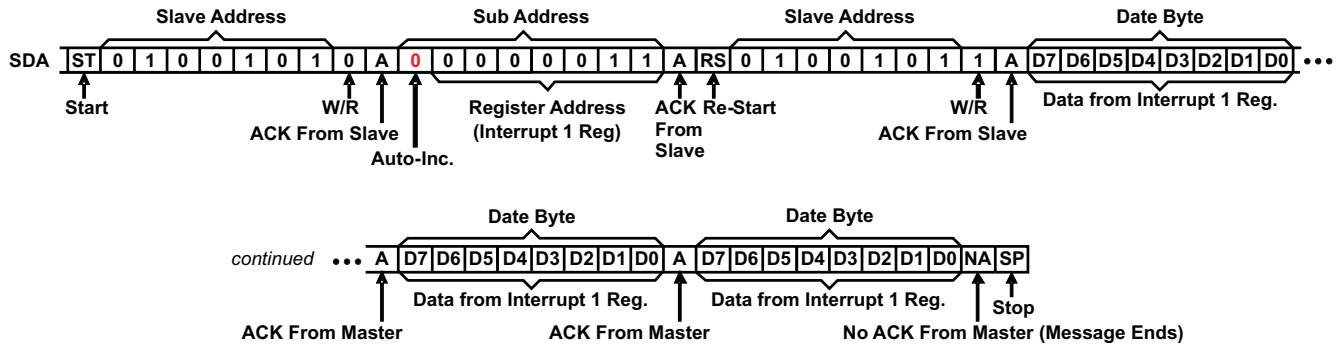 Slave Address Sub Address Slave Address Date Byte
SDA ST 0 1 0 0 1 0 1 0 A 0 0 0 0 0 0 1 1 A RS 0 1 0 0 1 0 1 1 A D7 D6 D5 D4 D3 D2 D1 D0 •••
Start W/R Register Address ACK Re-Start W/R Data from Interrupt 1 Reg.
(Interrupt 1 Reg) From
ACK From Slave Slave ACK From Slave
Auto-Inc.
Date Byte Date Byte
continued ••• A D7 D6 D5 D4 D3 D2 D1 D0 A D7 D6 D5 D4 D3 D2 D1 D0 NA SP
Data from Interrupt 1 Reg. Data from Interrupt 1 Reg. Stop
ACK From Master ACK From Master No ACK From Master (Message Ends)